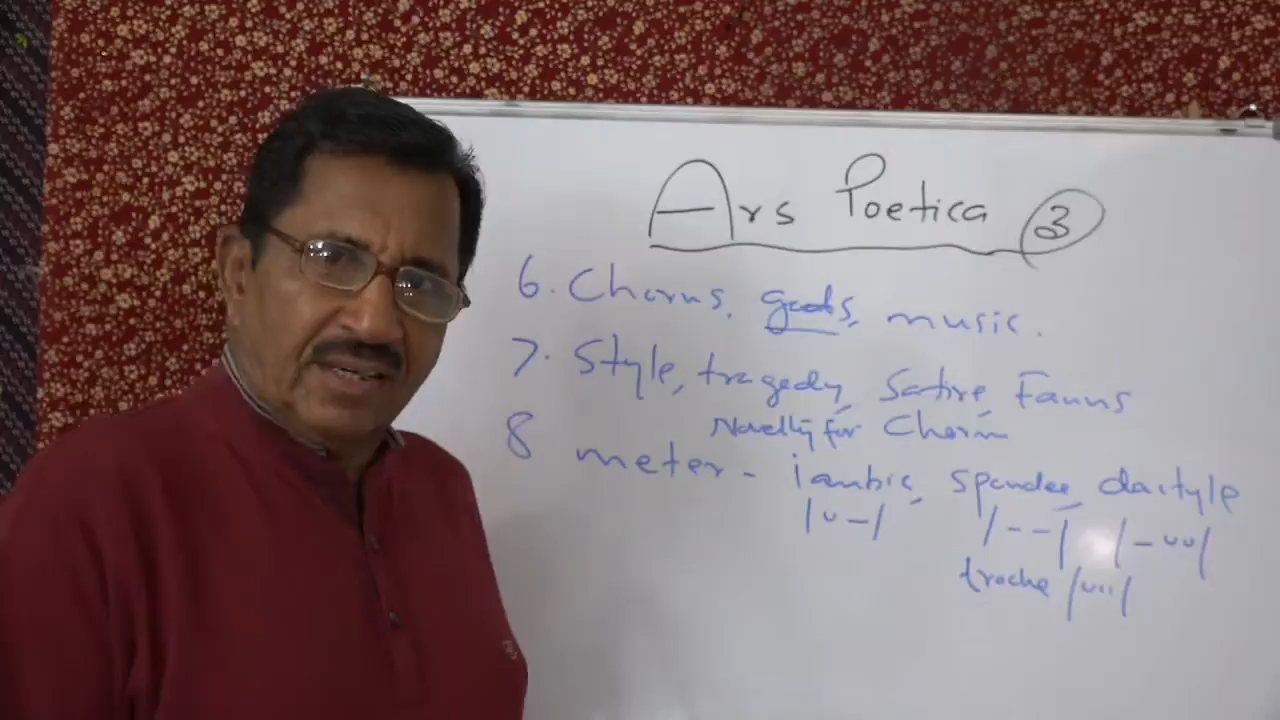 Ars Poetica 3
6. Chorus, gods, music.
7. Style, tragedy, Satire, Fauns
Novelty for Charm
8 meter - iambic, spondee, dactyle
|∪—| |--| |—∪∪|
troche